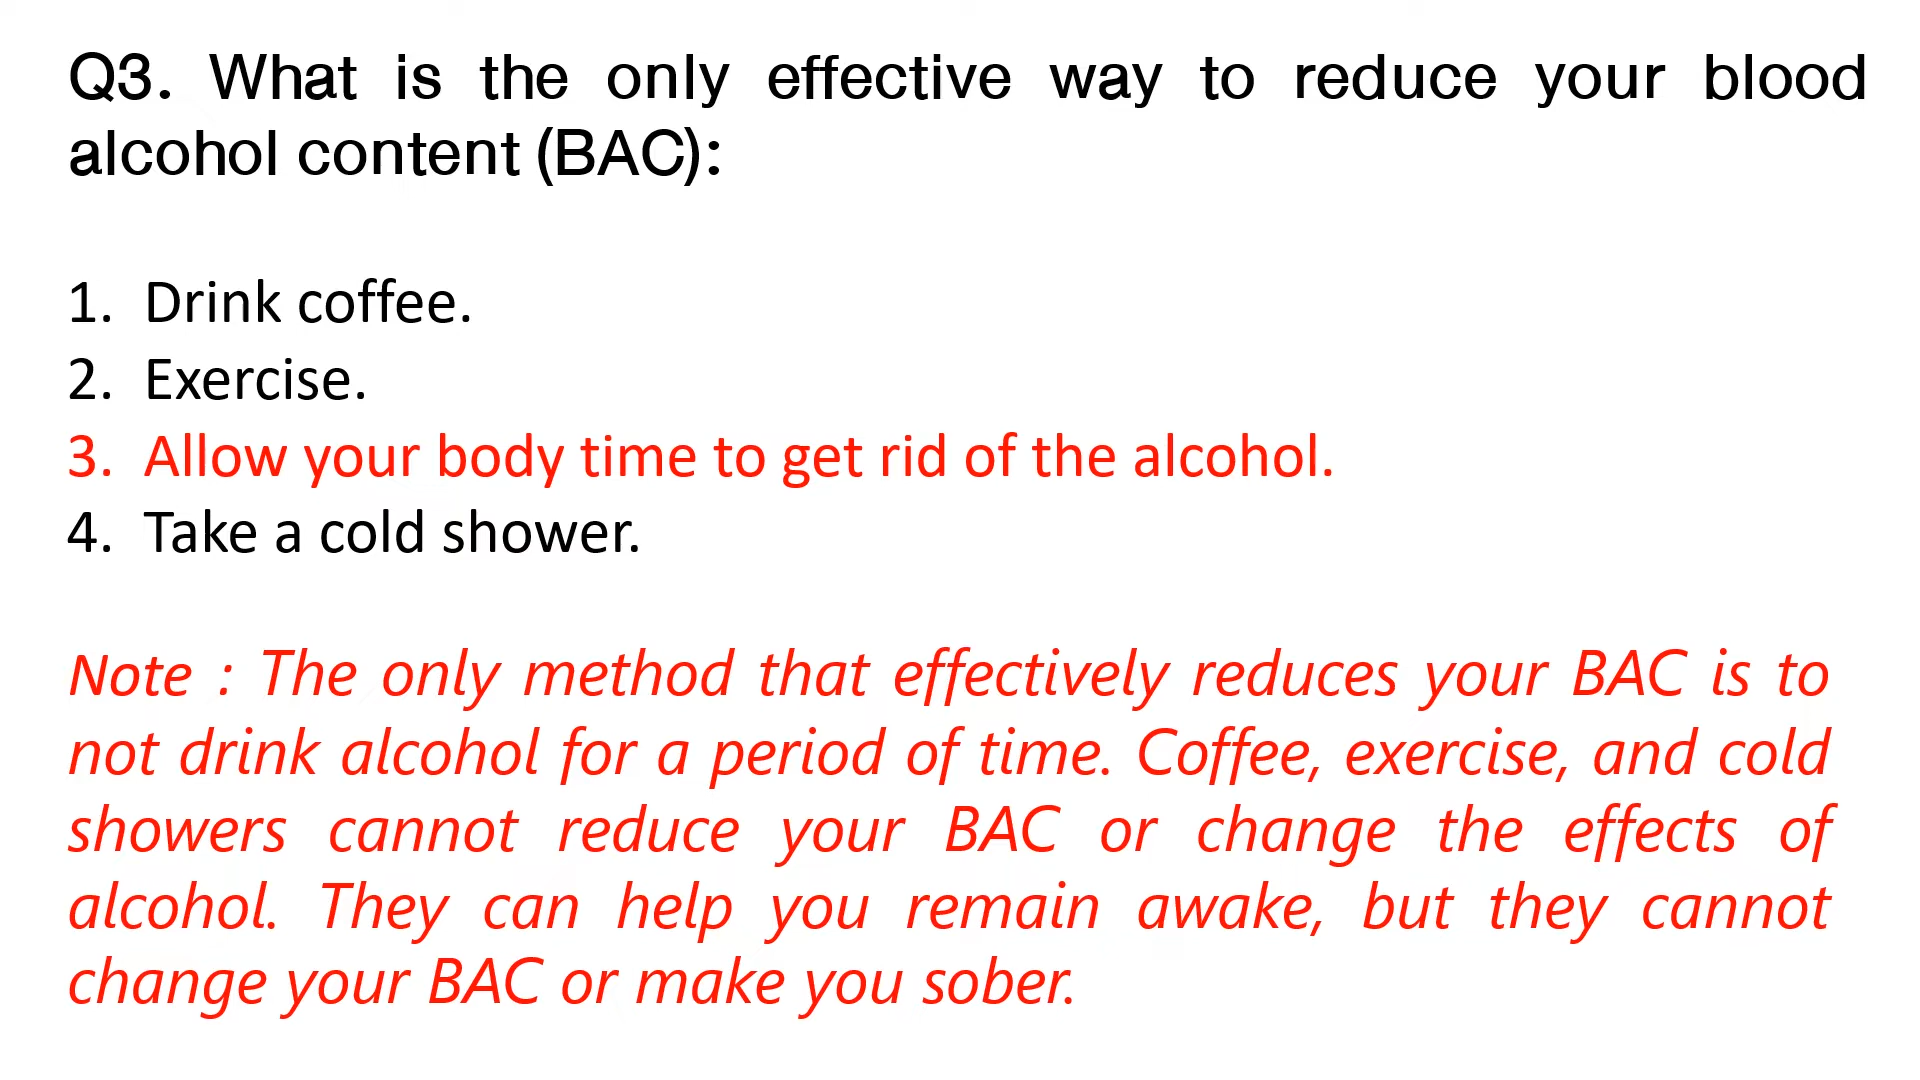 Q3. What is the only effective way to reduce your blood
alcohol content (BAC):
1. Drink coffee.
2. Exercise.
3. Allow your body time to get rid of the alcohol.
4. Take a cold shower.
Note : The only method that effectively reduces your BAC is to
not drink alcohol for a period of time. Coffee, exercise, and cold
showers cannot reduce your BAC or change the effects of
alcohol. They can help you remain awake, but they cannot
change your BAC or make you sober.